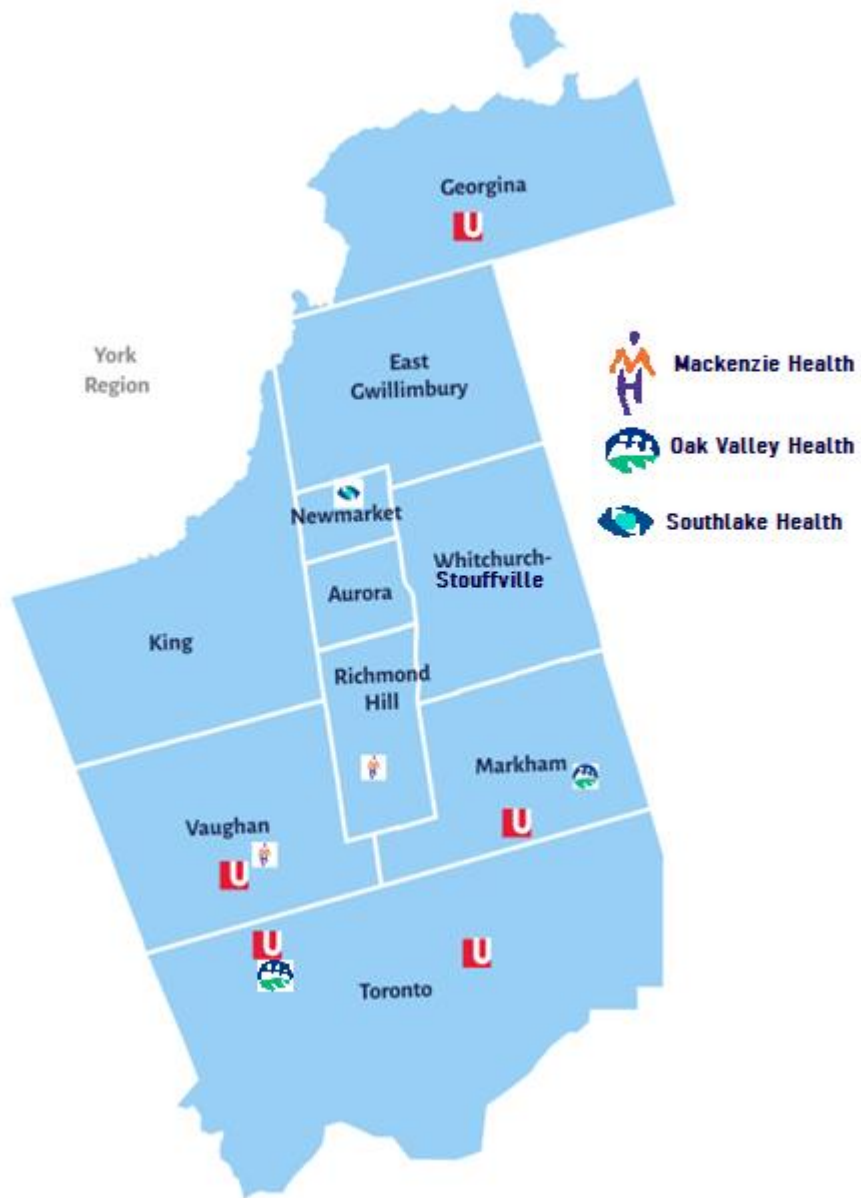 Georgina
U
York
Region
East
Gwillimbury
Mackenzie Health
Oak Valley Health
Newmarket
Southlake Health
Whitchurch-
Stouffville
Aurora
King
Richmond
Hill
Markham
Vaughan
U
U
U
U
Toronto